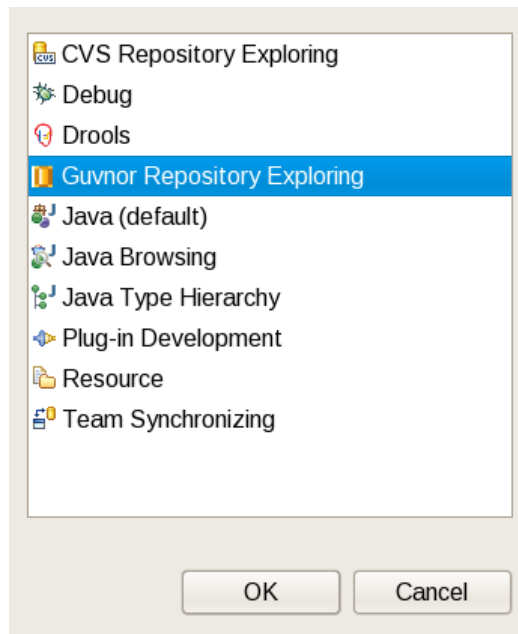 CVS Repository Exploring
Debug
Drools
Guvnor Repository Exploring
Java (default)
Java Browsing
Java Type Hierarchy
Plug-in Development
Resource
Team Synchronizing
OK Cancel